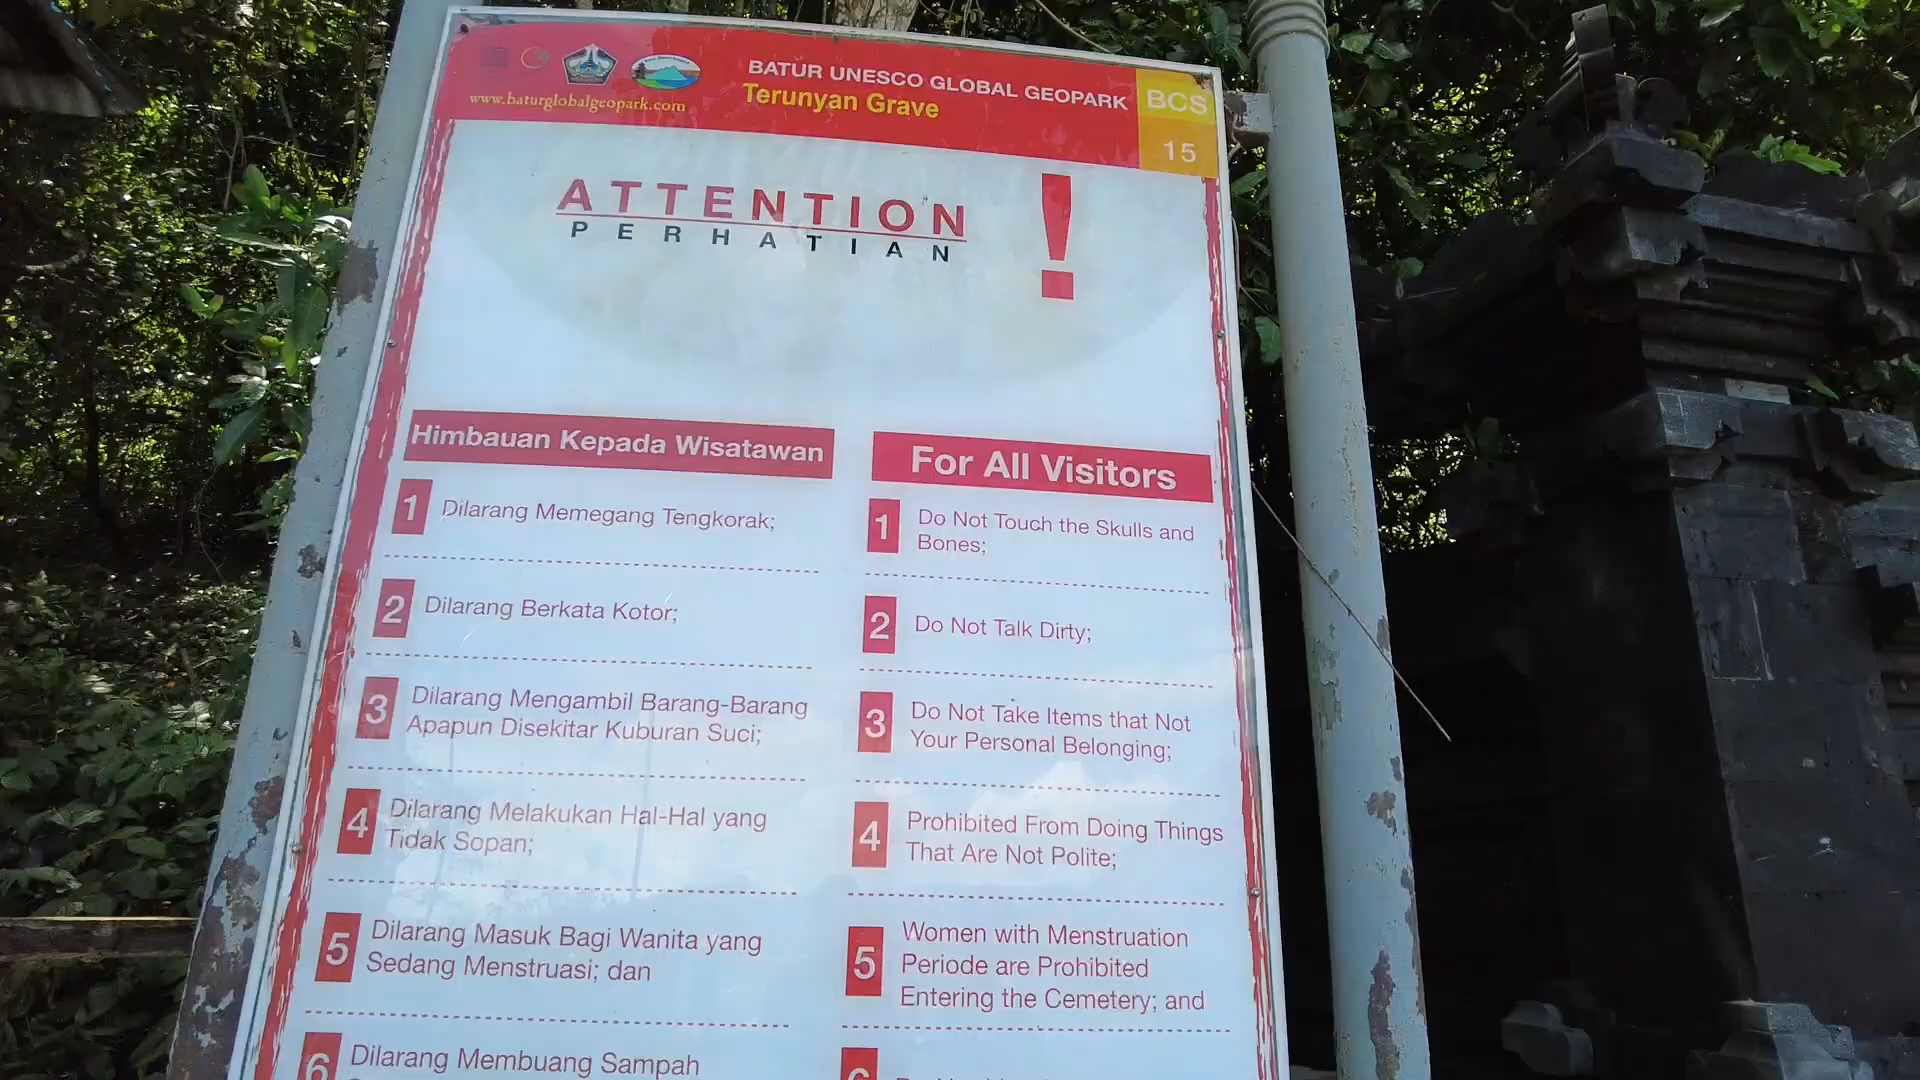 www.baturglobalgeopark.com
BATUR UNESCO GLOBAL GEOPARK
Terunyan Grave
BCS
15
ATTENTION
PERHATIAN
!
Himbauan Kepada Wisatawan
1 Dilarang Memegang Tengkorak;
2 Dilarang Berkata Kotor;
3 Dilarang Mengambil Barang-Barang
Apapun Disekitar Kuburan Suci;
4 Dilarang Melakukan Hal-Hal yang
Tidak Sopan;
5 Dilarang Masuk Bagi Wanita yang
Sedang Menstruasi; dan
6 Dilarang Membuang Sampah
For All Visitors
1 Do Not Touch the Skulls and
Bones;
2 Do Not Talk Dirty;
3 Do Not Take Items that Not
Your Personal Belonging;
4 Prohibited From Doing Things
That Are Not Polite;
5 Women with Menstruation
Periode are Prohibited
Entering the Cemetery; and
6